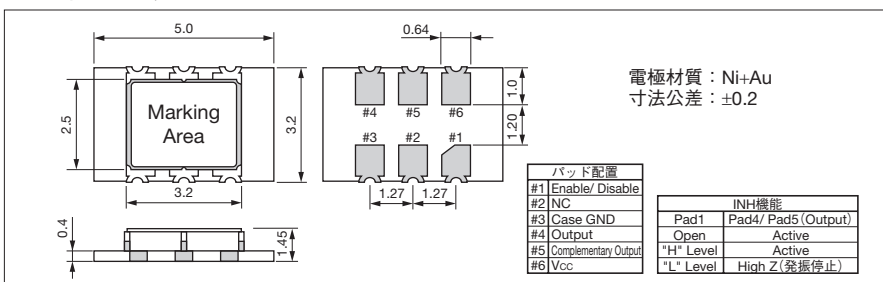 5.0
0.64
Marking
Area
2.5
3.2
3.2
#4
#5
#6
#3
#2
#1
1.0
1.20
1.27
1.27
0.4
1.45
電極材質：Ni+Au
寸法公差：±0.2
パッド配置
#1 Enable/ Disable
#2 NC
#3 Case GND
#4 Output
#5 Complementary Output
#6 Vcc
INH機能
Pad1 Pad4/ Pad5(Output)
Open Active
"H" Level Active
"L" Level High Z(発振停止)